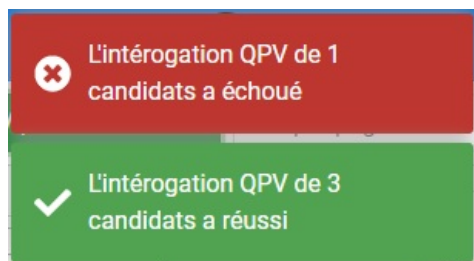 L'intérogation QPV de 1
candidats a échoué
L'intérogation QPV de 3
candidats a réussi